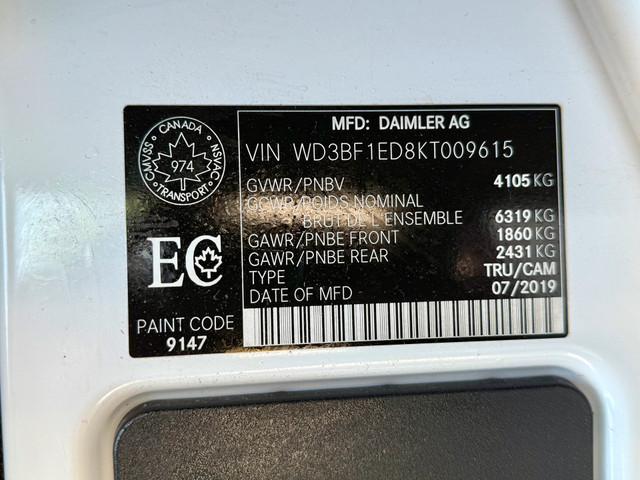 MFD: DAIMLER AG
VIN WD3BF1ED8KT009615
GVWR/PNBV 4105 KG
GCWR/POIDS NOMINAL
BRUT DE L'ENSEMBLE 6319 KG
GAWR/PNBE FRONT 1860 KG
GAWR/PNBE REAR 2431 KG
TYPE TRU/CAM
DATE OF MFD 07/2019
CANADA
CMVSS 974 NSVAC
TRANSPORT
EC
PAINT CODE
9147